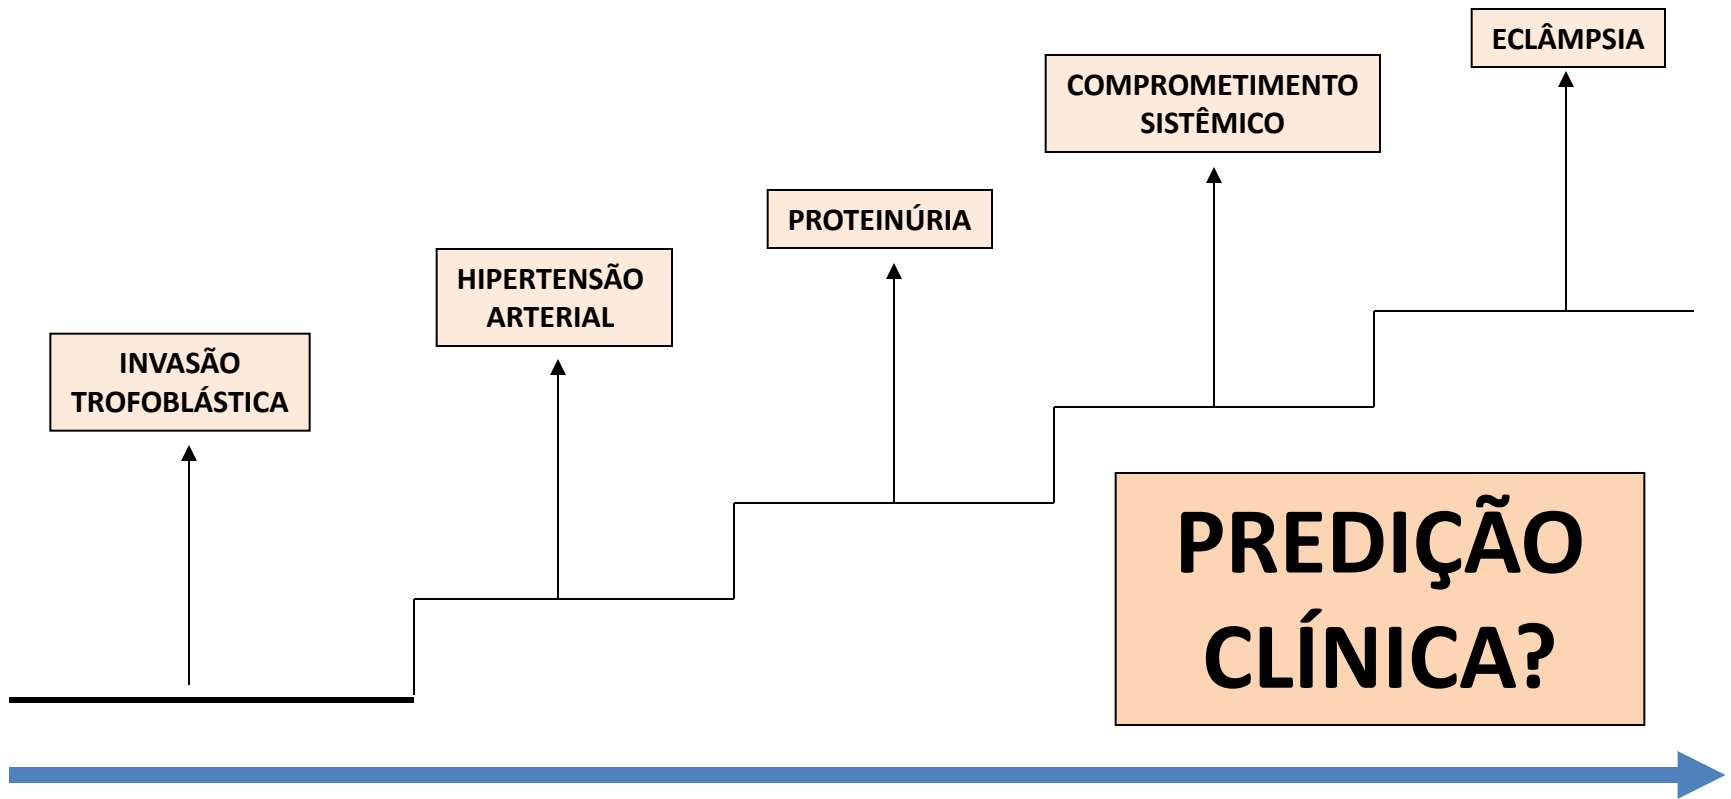 INVASÃO
TROFOBLÁSTICA
HIPERTENSÃO
ARTERIAL
PROTEINÚRIA
COMPROMETIMENTO
SISTÊMICO
ECLÂMPSIA
PREDIÇÃO
CLÍNICA?